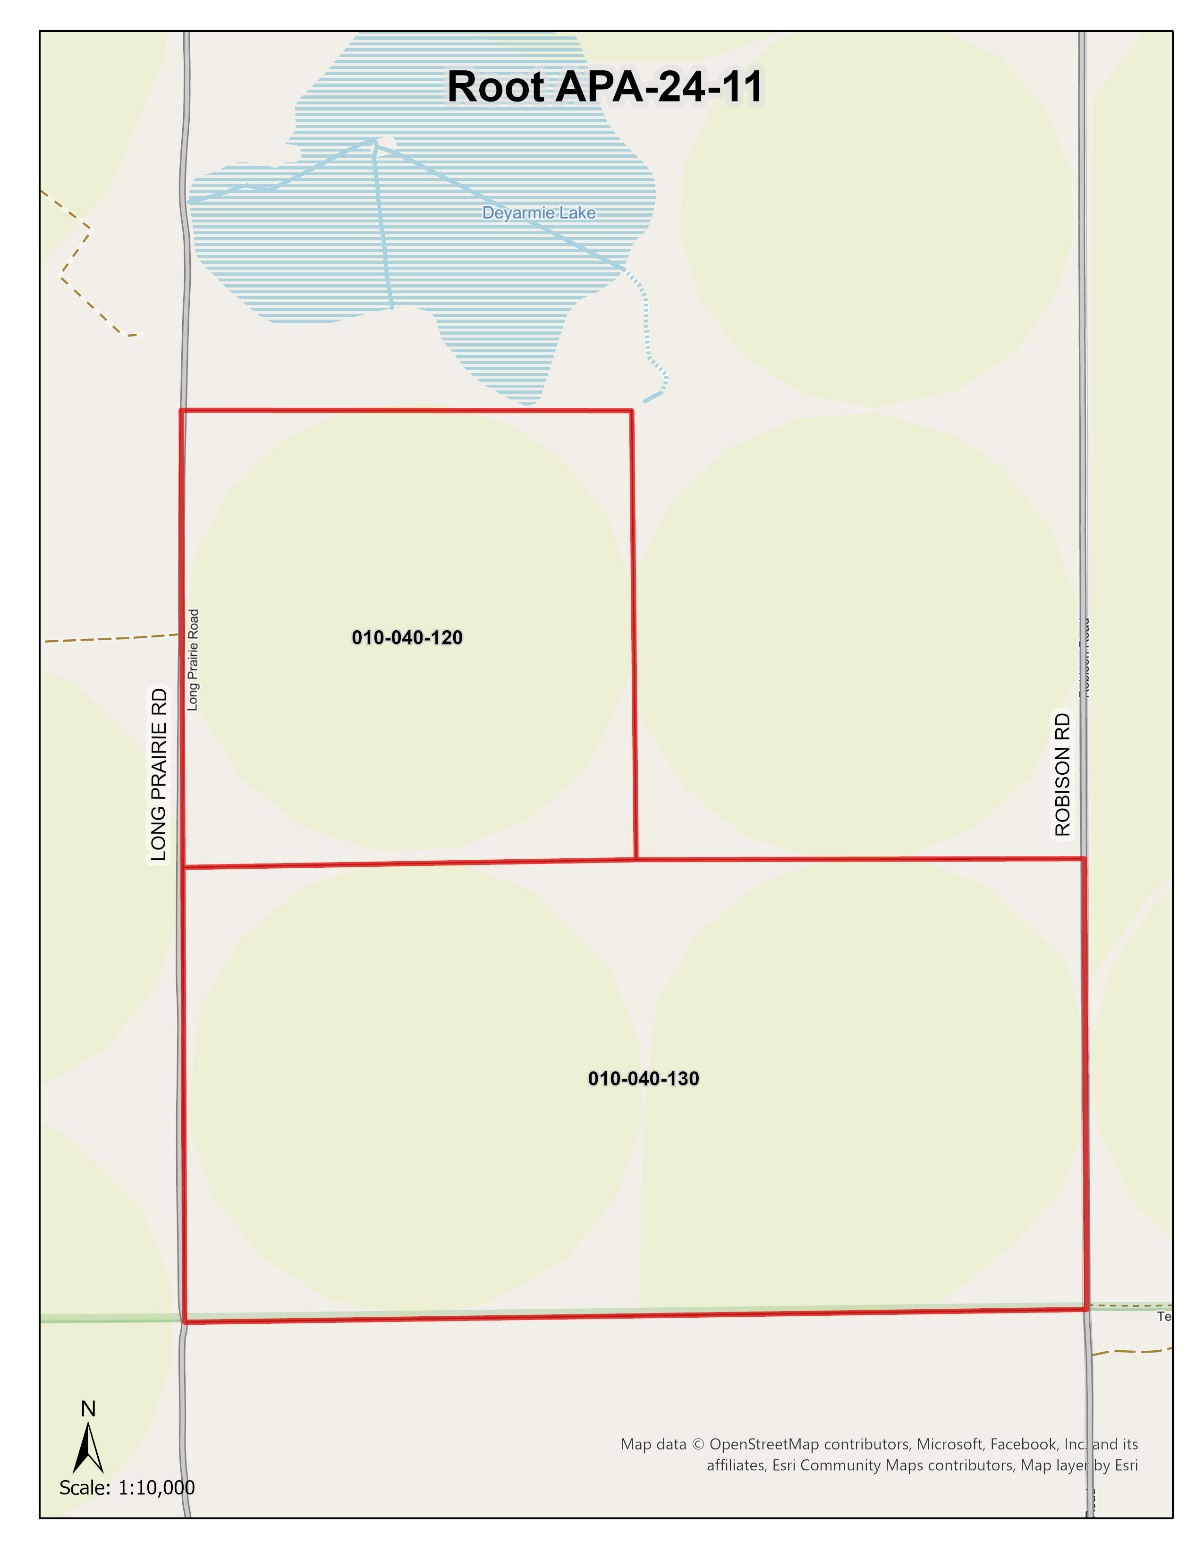 Root APA-24-11
Deyarmie Lake
010-040-120
Long Prairie Road
LONG PRAIRIE RD
ROBISON RD
010-040-130
Te
N
Scale: 1:10,000
Map data © OpenStreetMap contributors, Microsoft, Facebook, Inc. and its
affiliates, Esri Community Maps contributors, Map layer by Esri